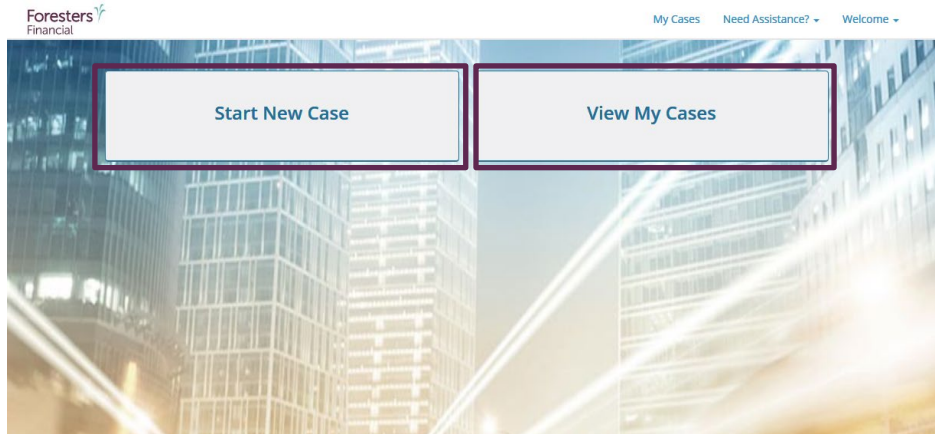 Foresters
Financial
My Cases
Need Assistance?
Welcome
Start New Case
View My Cases